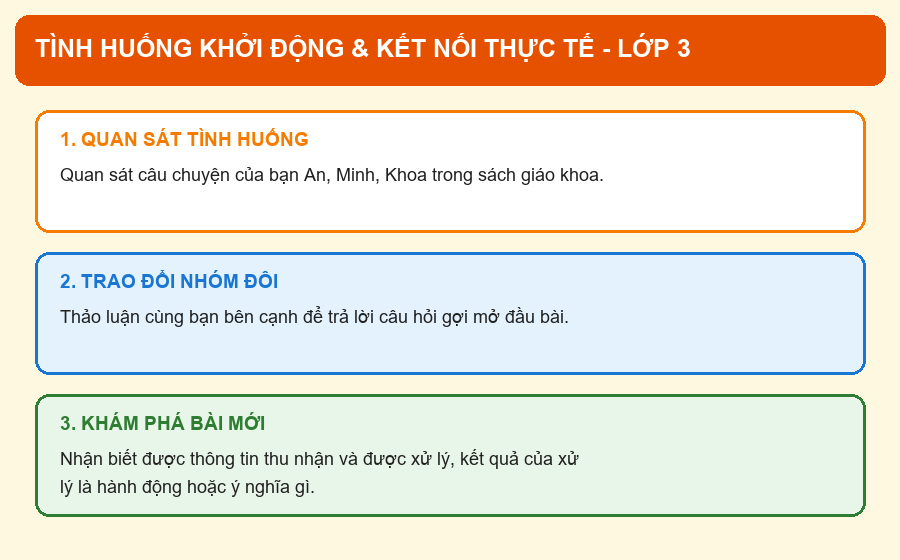 TÌNH HUỐNG KHỞI ĐỘNG & KẾT NỐI THỰC TẾ - LỚP 3
1. QUAN SÁT TÌNH HUỐNG
Quan sát câu chuyện của bạn An, Minh, Khoa trong sách giáo khoa.
2. TRAO ĐỔI NHÓM ĐÔI
Thảo luận cùng bạn bên cạnh để trả lời câu hỏi gợi mở đầu bài.
3. KHÁM PHÁ BÀI MỚI
Nhận biết được thông tin thu nhận và được xử lý, kết quả của xử
lý là hành động hoặc ý nghĩa gì.